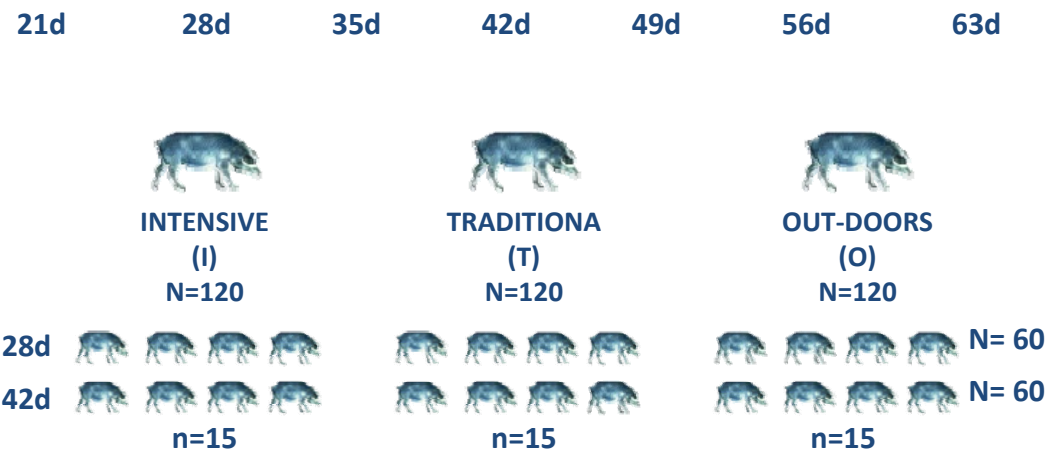 21d 28d 35d 42d 49d 56d 63d
INTENSIVE TRADITIONA OUT-DOORS
(I) (T) (O)
N=120 N=120 N=120
28d N= 60
42d N= 60
n=15 n=15 n=15